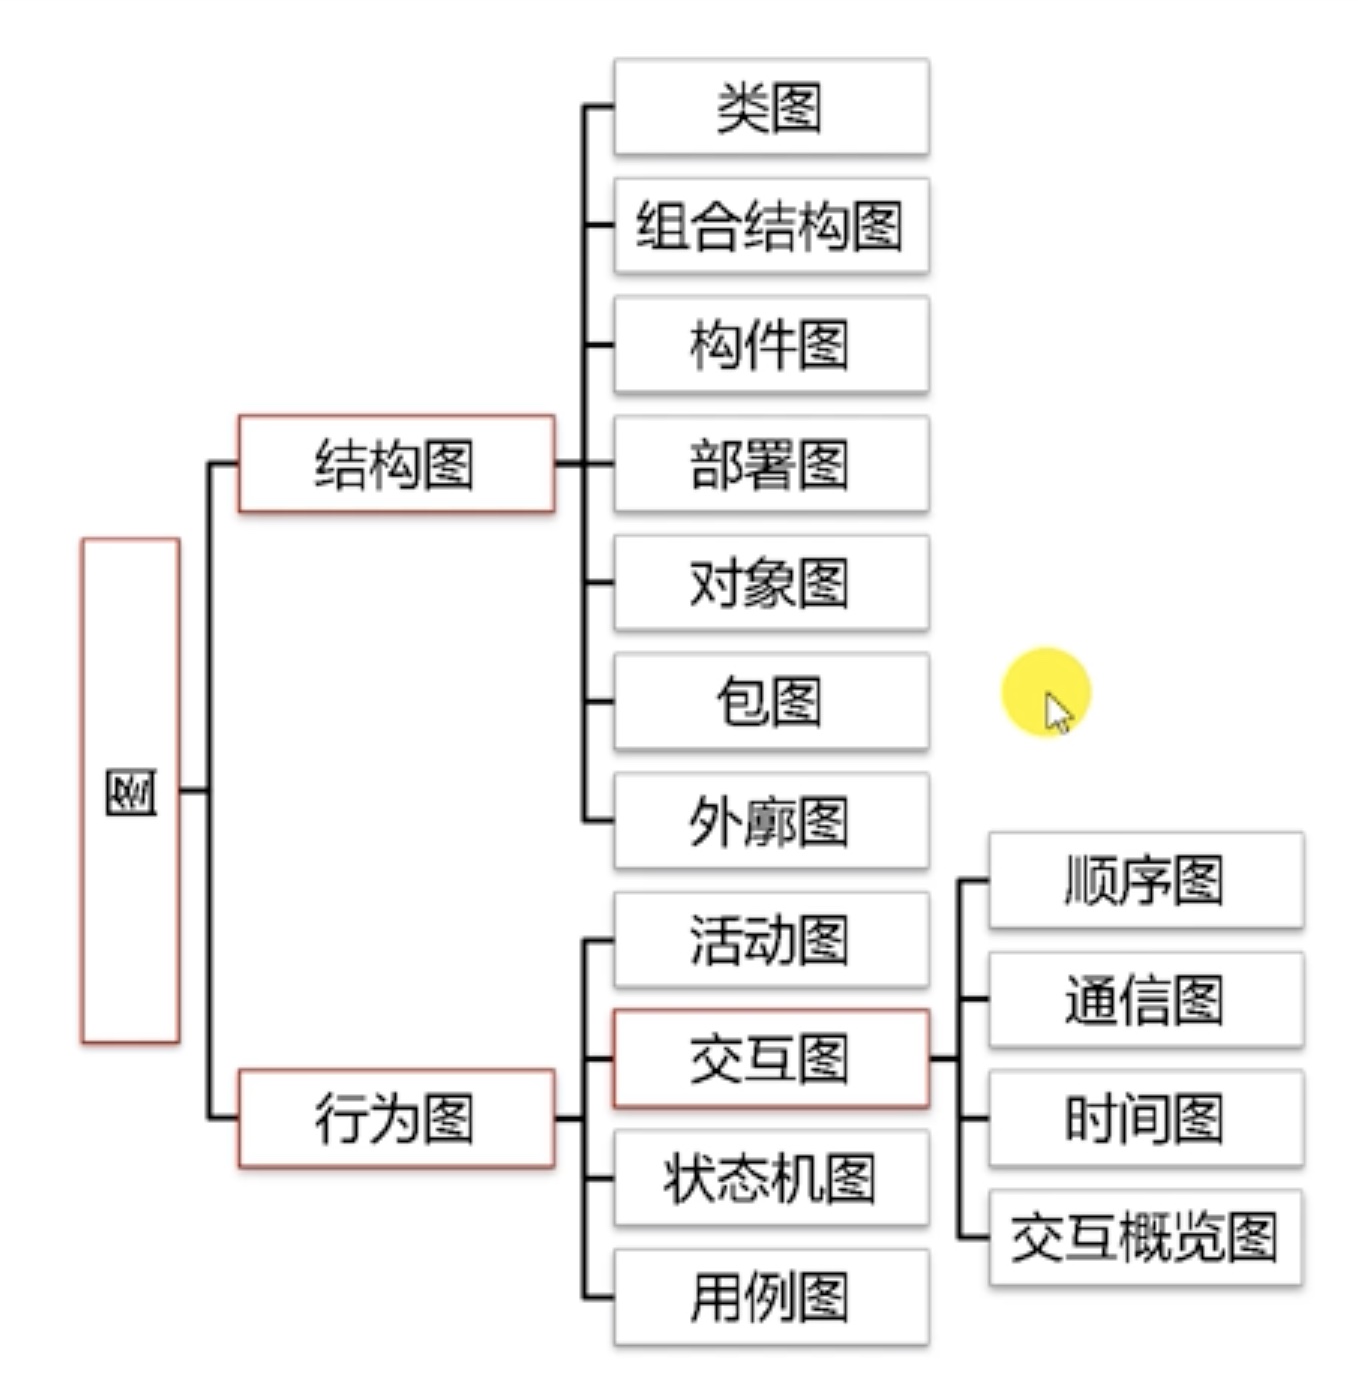 图
结构图
类图
组合结构图
构件图
部署图
对象图
包图
外廓图
行为图
活动图
交互图
顺序图
通信图
时间图
交互概览图
状态机图
用例图